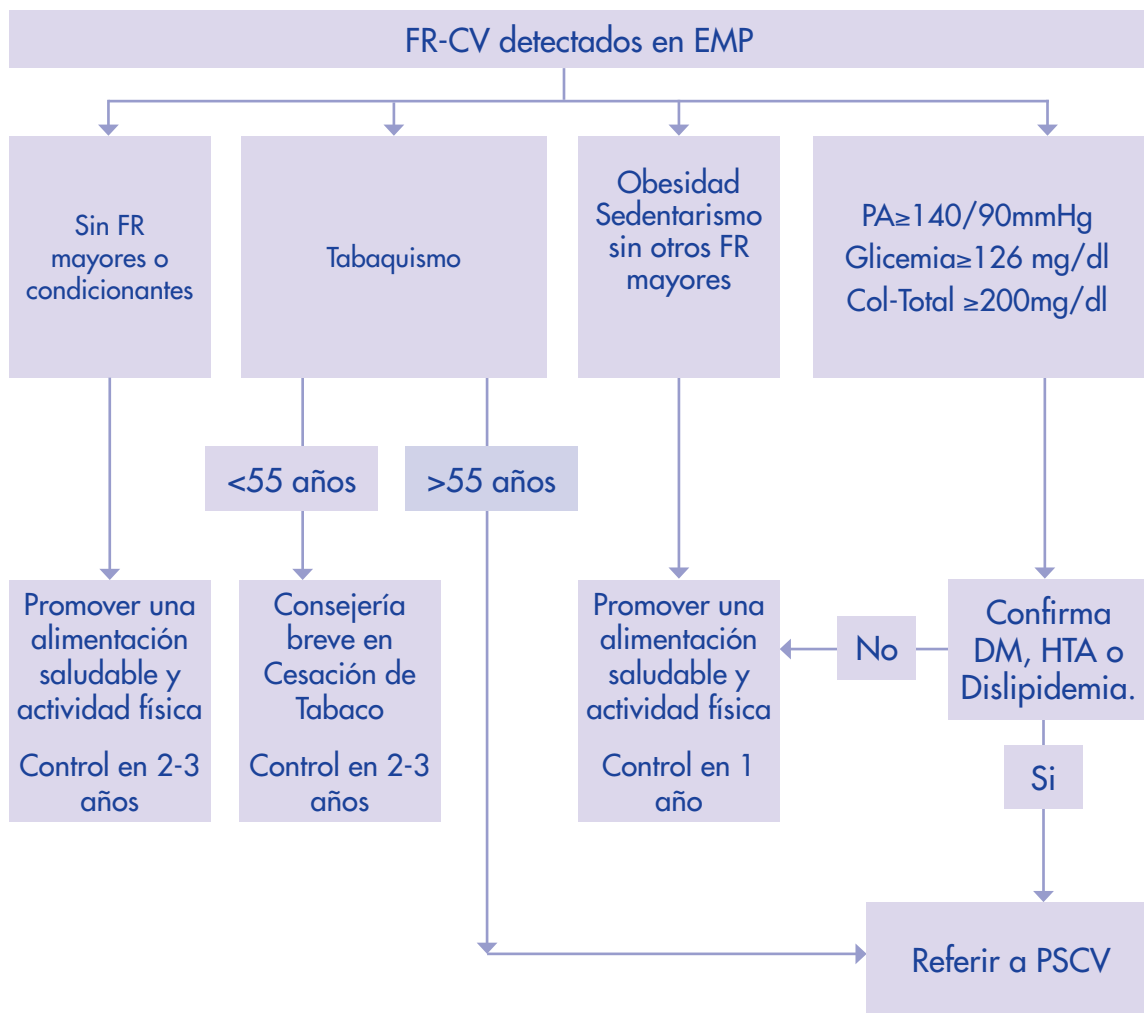 FR-CV detectados en EMP
Sin FR
mayores o
condicionantes
Tabaquismo
Obesidad
Sedentarismo
sin otros FR
mayores
PA≥140/90mmHg
Glicemia≥126 mg/dl
Col-Total ≥200mg/dl
<55 años
>55 años
Promover una
alimentación
saludable y
actividad física
Control en 2-3
años
Consejería
breve en
Cesación de
Tabaco
Control en 2-3
años
Promover una
alimentación
saludable y
actividad física
Control en 1
año
No
Confirma
DM, HTA o
Dislipidemia.
Si
Referir a PSCV